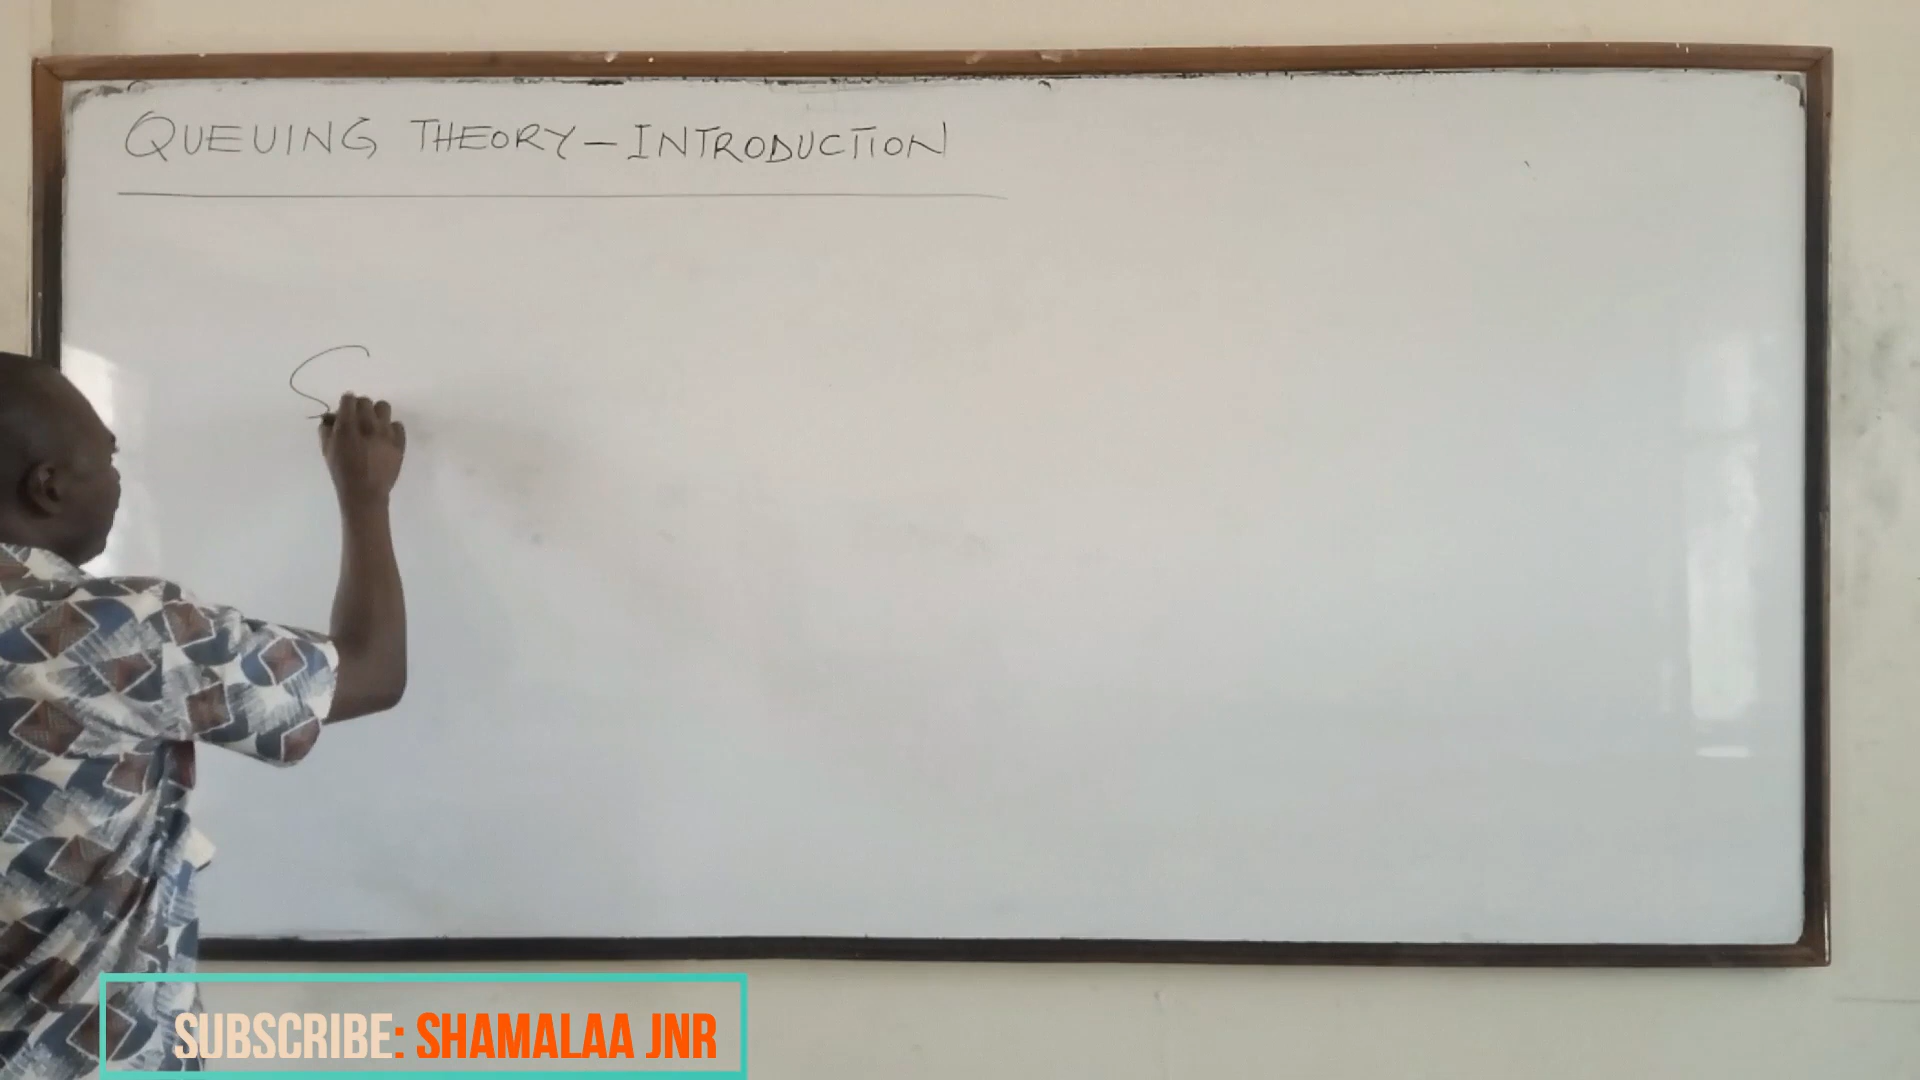 QUEUING THEORY – INTRODUCTION
SUBSCRIBE: SHAMALAA JNR